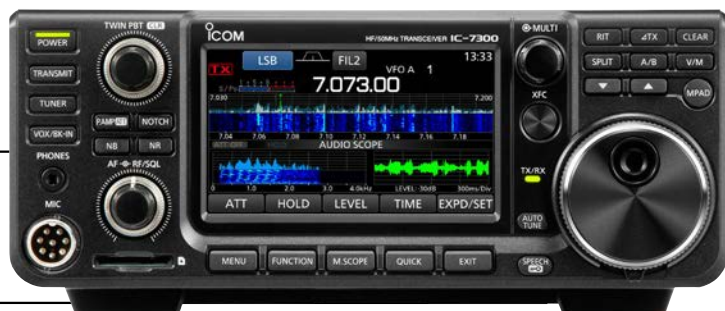 TWIN PBT CLR
POWER
TRANSMIT
TUNER
VOX/BK-IN
PHONES
MIC
P.AMP ATT
NOTCH
NB
NR
AF RF/SQL
ICOM
HF/50MHz TRANSCEIVER IC-7300
LSB
FIL2
13:33
TX
VFO A 1
7.073.00
7.030
7.200
7.04 7.06 7.08 7.10 7.12 7.14 7.16 7.18
AUDIO SCOPE
0 1.0 2.0 3.0 4.0kHz
LEVEL:-30dB
300ms/Div
ATT
HOLD
LEVEL
TIME
EXPD/SET
MENU
FUNCTION
M.SCOPE
QUICK
EXIT
MULTI
XFC
TX/RX
AUTO
TUNE
SPEECH
RIT
⊿TX
CLEAR
SPLIT
A/B
V/M
MPAD